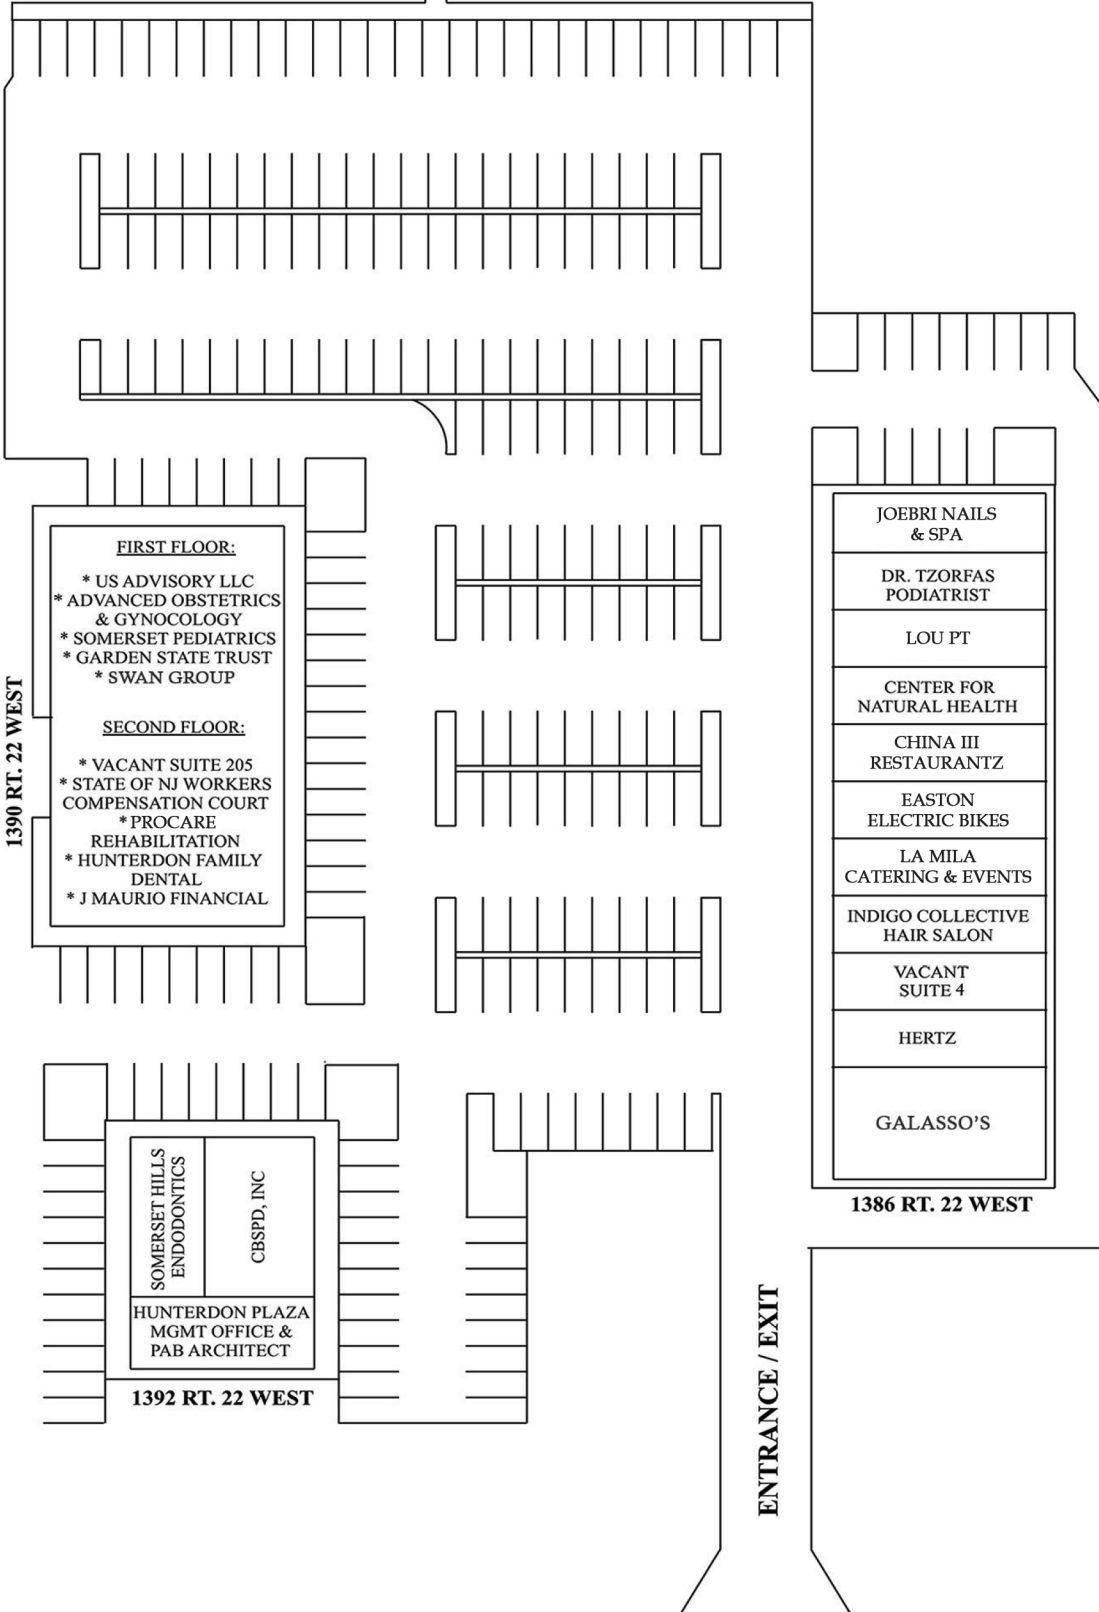 1390 RT. 22 WEST
FIRST FLOOR:
* US ADVISORY LLC
* ADVANCED OBSTETRICS
& GYNOCOLOGY
* SOMERSET PEDIATRICS
* GARDEN STATE TRUST
* SWAN GROUP
SECOND FLOOR:
* VACANT SUITE 205
* STATE OF NJ WORKERS
COMPENSATION COURT
* PROCARE
REHABILITATION
* HUNTERDON FAMILY
DENTAL
* J MAURIO FINANCIAL
JOEBRI NAILS
& SPA
DR. TZORFAS
PODIATRIST
LOU PT
CENTER FOR
NATURAL HEALTH
CHINA III
RESTAURANTZ
EASTON
ELECTRIC BIKES
LA MILA
CATERING & EVENTS
INDIGO COLLECTIVE
HAIR SALON
VACANT
SUITE 4
HERTZ
GALASSO'S
1386 RT. 22 WEST
SOMERSET HILLS
ENDODONTICS
CBSPD, INC
HUNTERDON PLAZA
MGMT OFFICE &
PAB ARCHITECT
1392 RT. 22 WEST
ENTRANCE / EXIT